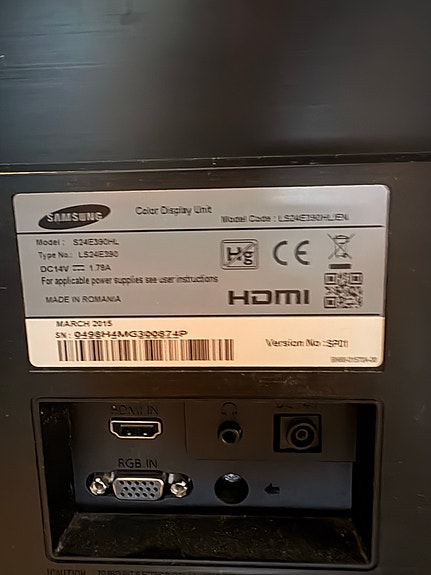 SAMSUNG
Color Display Unit
Model Code : LS24E390HL/EN
Model : S24E390HL
Type No.: LS24E390
DC14V 1.78A
For applicable power supplies see user instructions
MADE IN ROMANIA
Hg
CE
HDMI
MARCH 2015
SN : 0498H4MG300874P
Version No :SP01
HDMI IN
RGB IN